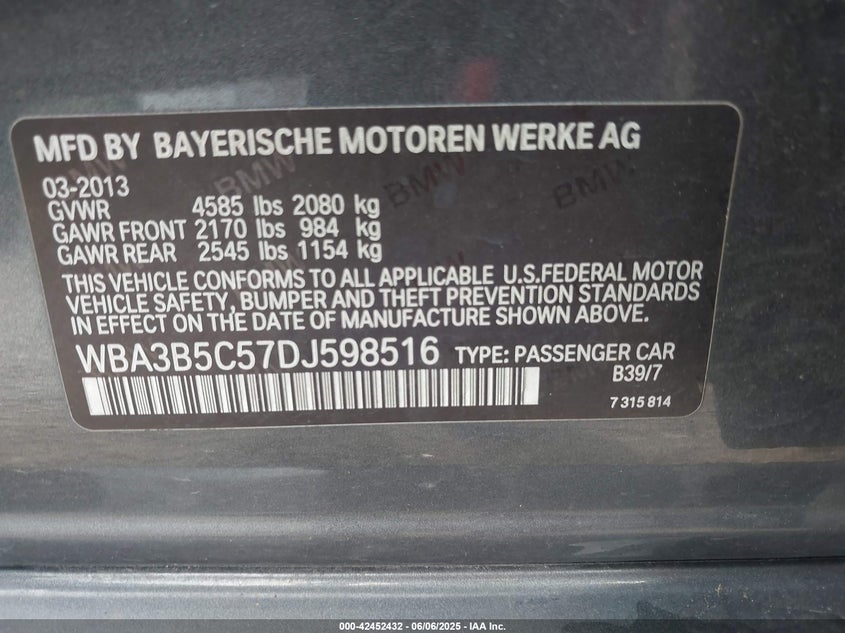 MFD BY BAYERISCHE MOTOREN WERKE AG
03-2013
GVWR 4585 lbs 2080 kg
GAWR FRONT 2170 lbs 984 kg
GAWR REAR 2545 lbs 1154 kg
THIS VEHICLE CONFORMS TO ALL APPLICABLE U.S.FEDERAL MOTOR
VEHICLE SAFETY, BUMPER AND THEFT PREVENTION STANDARDS
IN EFFECT ON THE DATE OF MANUFACTURE SHOWN ABOVE.
WBA3B5C57DJ598516 TYPE: PASSENGER CAR
B39/7
7 315 814
000-42452432 - 06/06/2025 - IAA Inc.